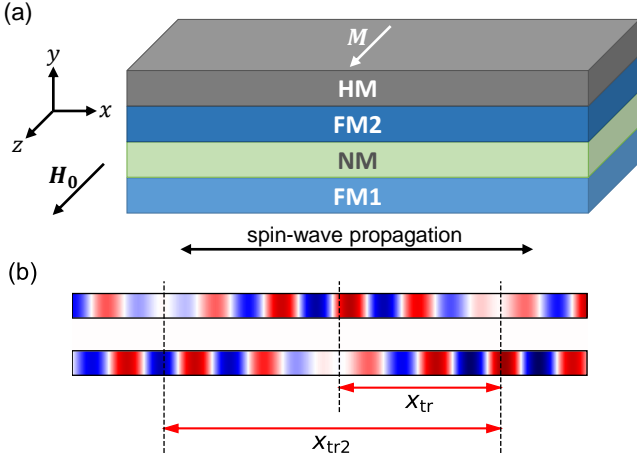 (a)
M
HM
FM2
NM
FM1
y
x
z
H₀
spin-wave propagation
(b)
xtr
xtr2